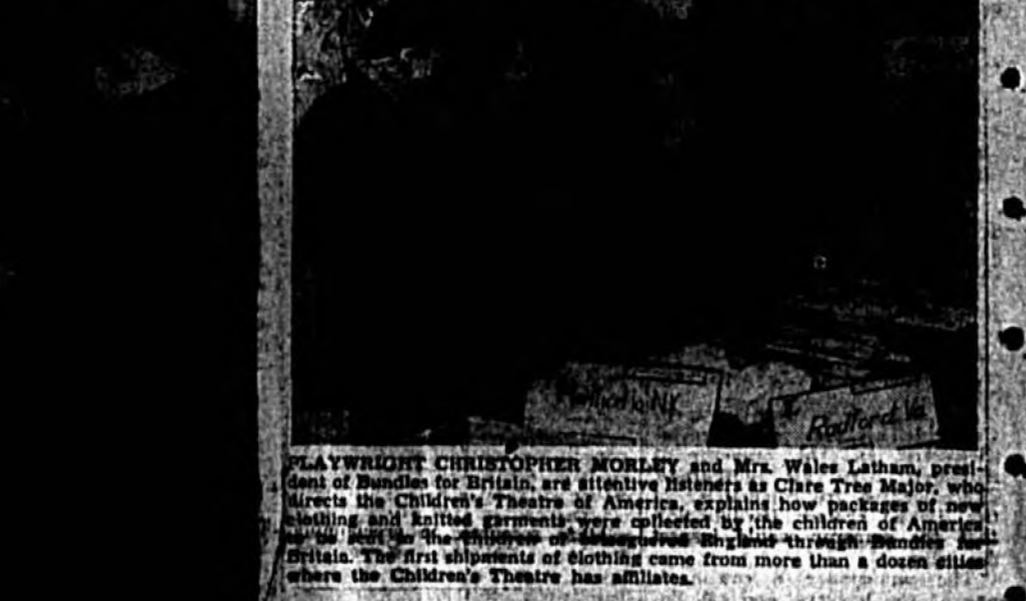 N.Y.
Radford, Va.
PLAYWRIGHT CHRISTOPHER MORLEY and Mrs. Wales Latham, presi-
dent of Bundles for Britain, are attentive listeners as Clare Tree Major, who
directs the Children's Theatre of America, explains how packages of new
clothing and knitted garments were collected by the children of America
to be sent to the children of beleaguered England through Bundles for
Britain. The first shipments of clothing came from more than a dozen cities
where the Children's Theatre has affiliates.